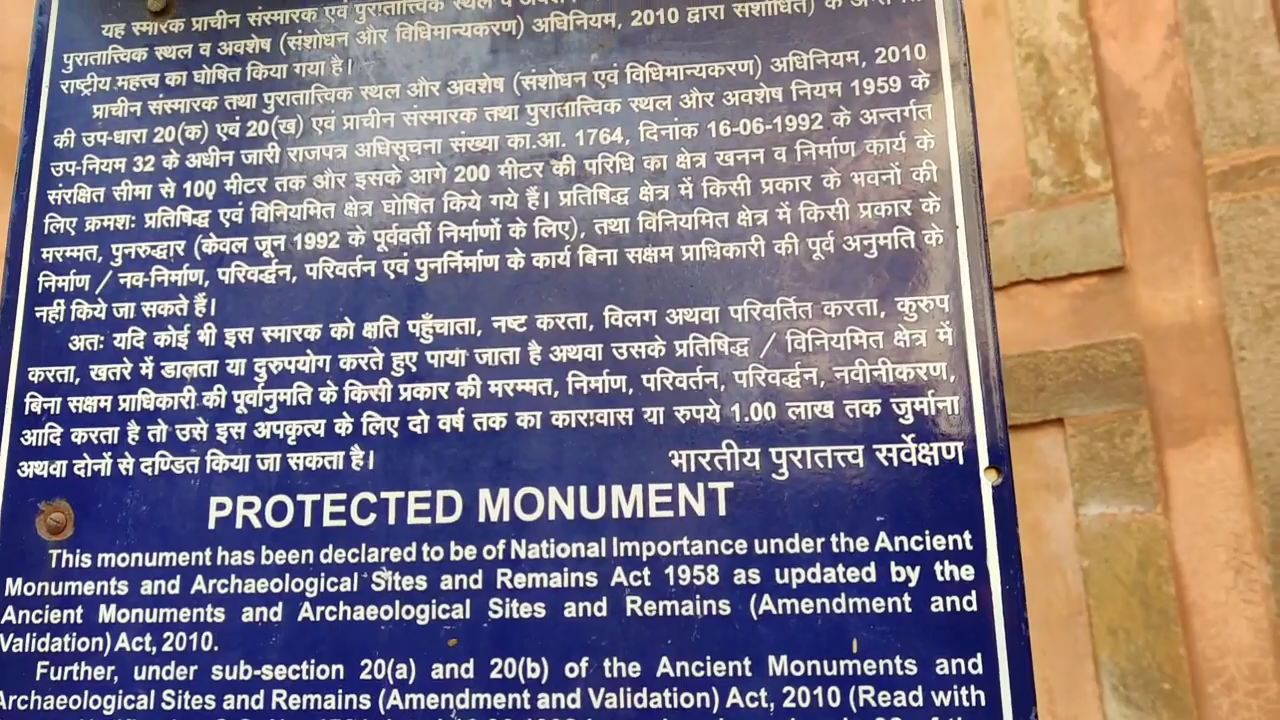 यह स्मारक प्राचीन संस्मारक एवं पुरातात्त्विक स्थल व
पुरातात्त्विक स्थल व अवशेष (संशोधन और विधिमान्यकरण) अधिनियम, 2010 द्वारा संशोधित) के
राष्ट्रीय महत्त्व का घोषित किया गया है।
प्राचीन संस्मारक तथा पुरातात्त्विक स्थल और अवशेष (संशोधन एवं विधिमान्यकरण) अधिनियम, 2010
की उप-धारा 20(क) एवं 20(ख) एवं प्राचीन संस्मारक तथा पुरातात्त्विक स्थल और अवशेष नियम 1959 के
उप-नियम 32 के अधीन जारी राजपत्र अधिसूचना संख्या का.आ. 1764, दिनांक 16-06-1992 के अन्तर्गत
संरक्षित सीमा से 100 मीटर तक और इसके आगे 200 मीटर की परिधि का क्षेत्र खनन व निर्माण कार्य के
लिए क्रमशः प्रतिषिद्ध एवं विनियमित क्षेत्र घोषित किये गए हैं। प्रतिषिद्ध क्षेत्र में किसी प्रकार के भवनों की
मरम्मत, पुनरुद्धार (केवल जून 1992 के पूर्ववर्ती निर्माणों के लिए), तथा विनियमित क्षेत्र में किसी प्रकार के
निर्माण / नव-निर्माण, परिवर्द्धन, परिवर्तन एवं पुनर्निर्माण के कार्य बिना सक्षम प्राधिकारी की पूर्व अनुमति के
नहीं किये जा सकते हैं।
अतः यदि कोई भी इस स्मारक को क्षति पहुँचाता, नष्ट करता, विलग अथवा परिवर्तित करता, कुरुप
करता, खतरे में डालता या दुरुपयोग करते हुए पाया जाता है अथवा उसके प्रतिषिद्ध / विनियमित क्षेत्र में
बिना सक्षम प्राधिकारी की पूर्वानुमति के किसी प्रकार की मरम्मत, निर्माण, परिवर्तन, परिवर्द्धन, नवीनीकरण,
आदि करता है तो उसे इस अपकृत्य के लिए दो वर्ष तक का कारावास या रुपये 1.00 लाख तक जुर्माना
अथवा दोनों से दण्डित किया जा सकता है।
भारतीय पुरातत्त्व सर्वेक्षण
PROTECTED MONUMENT
This monument has been declared to be of National Importance under the Ancient
Monuments and Archaeological Sites and Remains Act 1958 as updated by the
Ancient Monuments and Archaeological Sites and Remains (Amendment and
Validation) Act, 2010.
Further, under sub-section 20(a) and 20(b) of the Ancient Monuments and
Archaeological Sites and Remains (Amendment and Validation) Act, 2010 (Read with